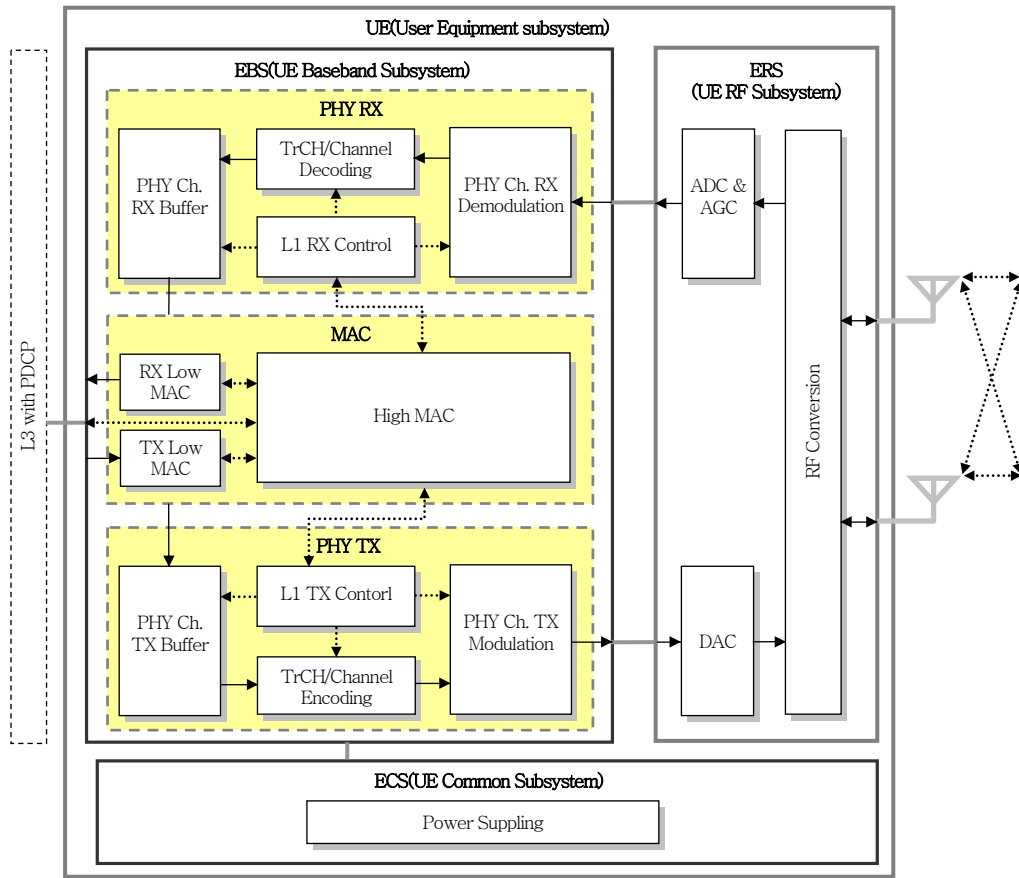 UE(User Equipment subsystem)
EBS(UE Baseband Subsystem)
PHY RX
PHY Ch.
RX Buffer
TrCH/Channel
Decoding
L1 RX Control
PHY Ch. RX
Demodulation
MAC
RX Low
MAC
TX Low
MAC
High MAC
PHY TX
PHY Ch.
TX Buffer
L1 TX Contorl
TrCH/Channel
Encoding
PHY Ch. TX
Modulation
ERS
(UE RF Subsystem)
ADC &
AGC
DAC
RF Conversion
L3 with PDCP
ECS(UE Common Subsystem)
Power Suppling